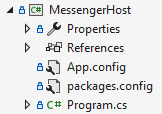 C# MessengerHost
Properties
References
App.config
packages.config
C# Program.cs